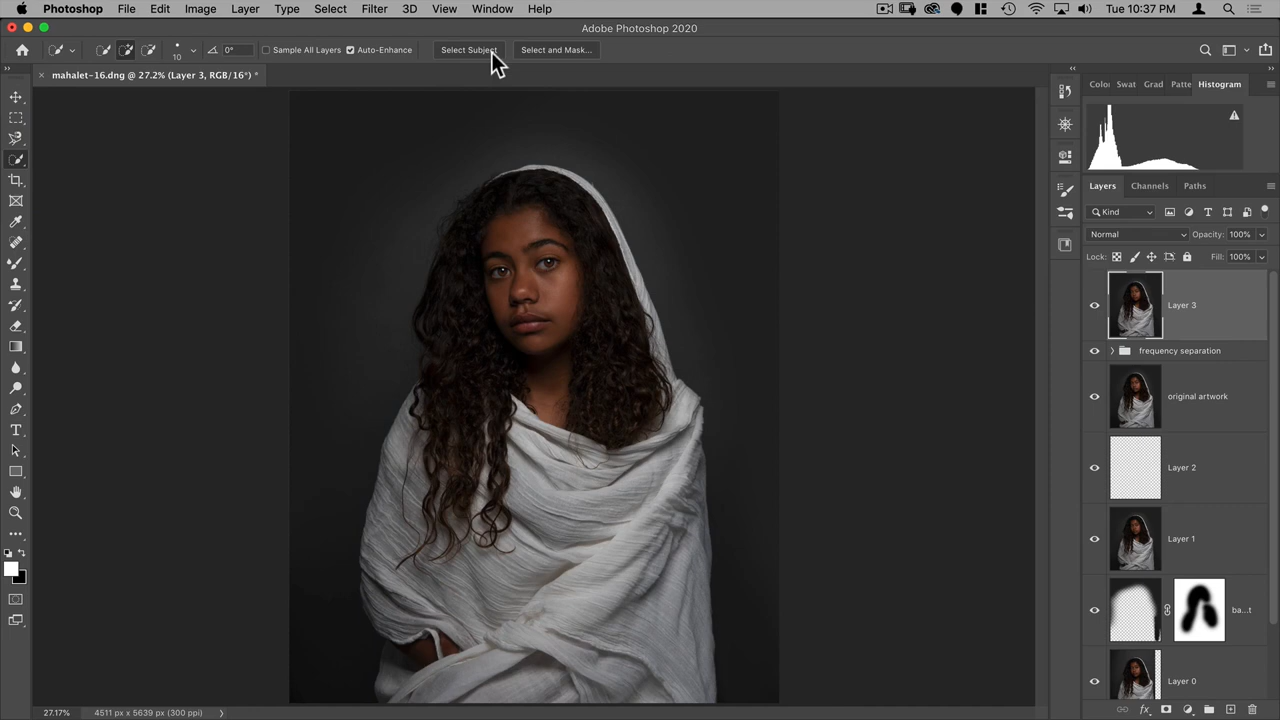 Photoshop File Edit Image Layer Type Select Filter 3D View Window Help Tue 10:37 PM
Adobe Photoshop 2020
10 0° Sample All Layers Auto-Enhance Select Subject Select and Mask...
× mahalet-16.dng @ 27.2% (Layer 3, RGB/16*) *
Color Swat Grad Patte Histogram
Layers Channels Paths
Kind
Normal Opacity: 100%
Lock: Fill: 100%
Layer 3
frequency separation
original artwork
Layer 2
Layer 1
ba...t
Layer 0
27.17% 4511 px x 5639 px (300 ppi)